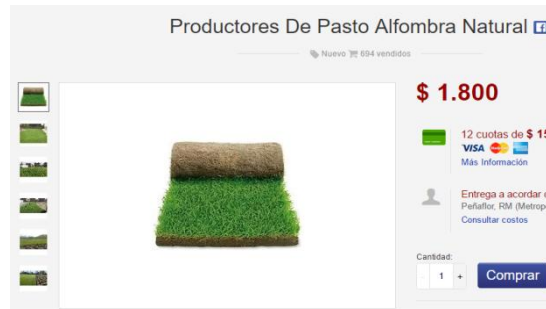 Productores De Pasto Alfombra Natural
Nuevo 694 vendidos
$ 1.800
12 cuotas de $ 15
VISA
Más Información
Entrega a acordar
Peñaflor, RM (Metrop
Consultar costos
Cantidad:
- 1 +
Comprar